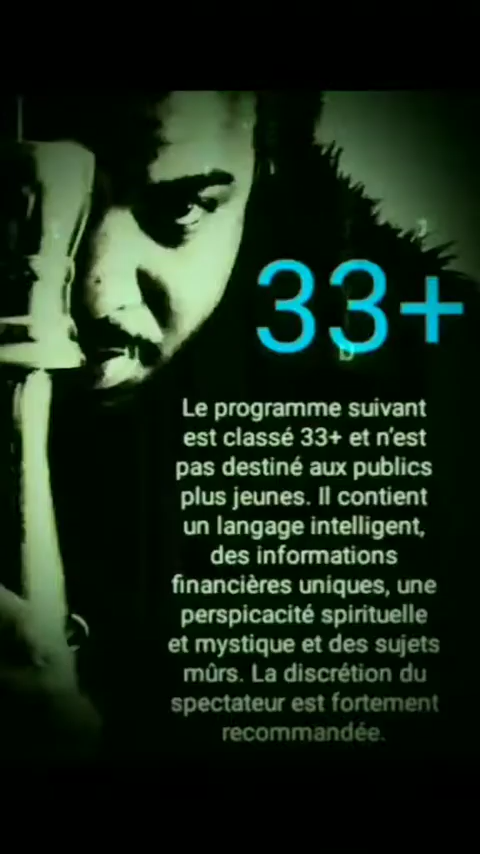 33+
Le programme suivant
est classé 33+ et n'est
pas destiné aux publics
plus jeunes. Il contient
un langage intelligent,
des informations
financières uniques, une
perspicacité spirituelle
et mystique et des sujets
mûrs. La discrétion du
spectateur est fortement
recommandée.